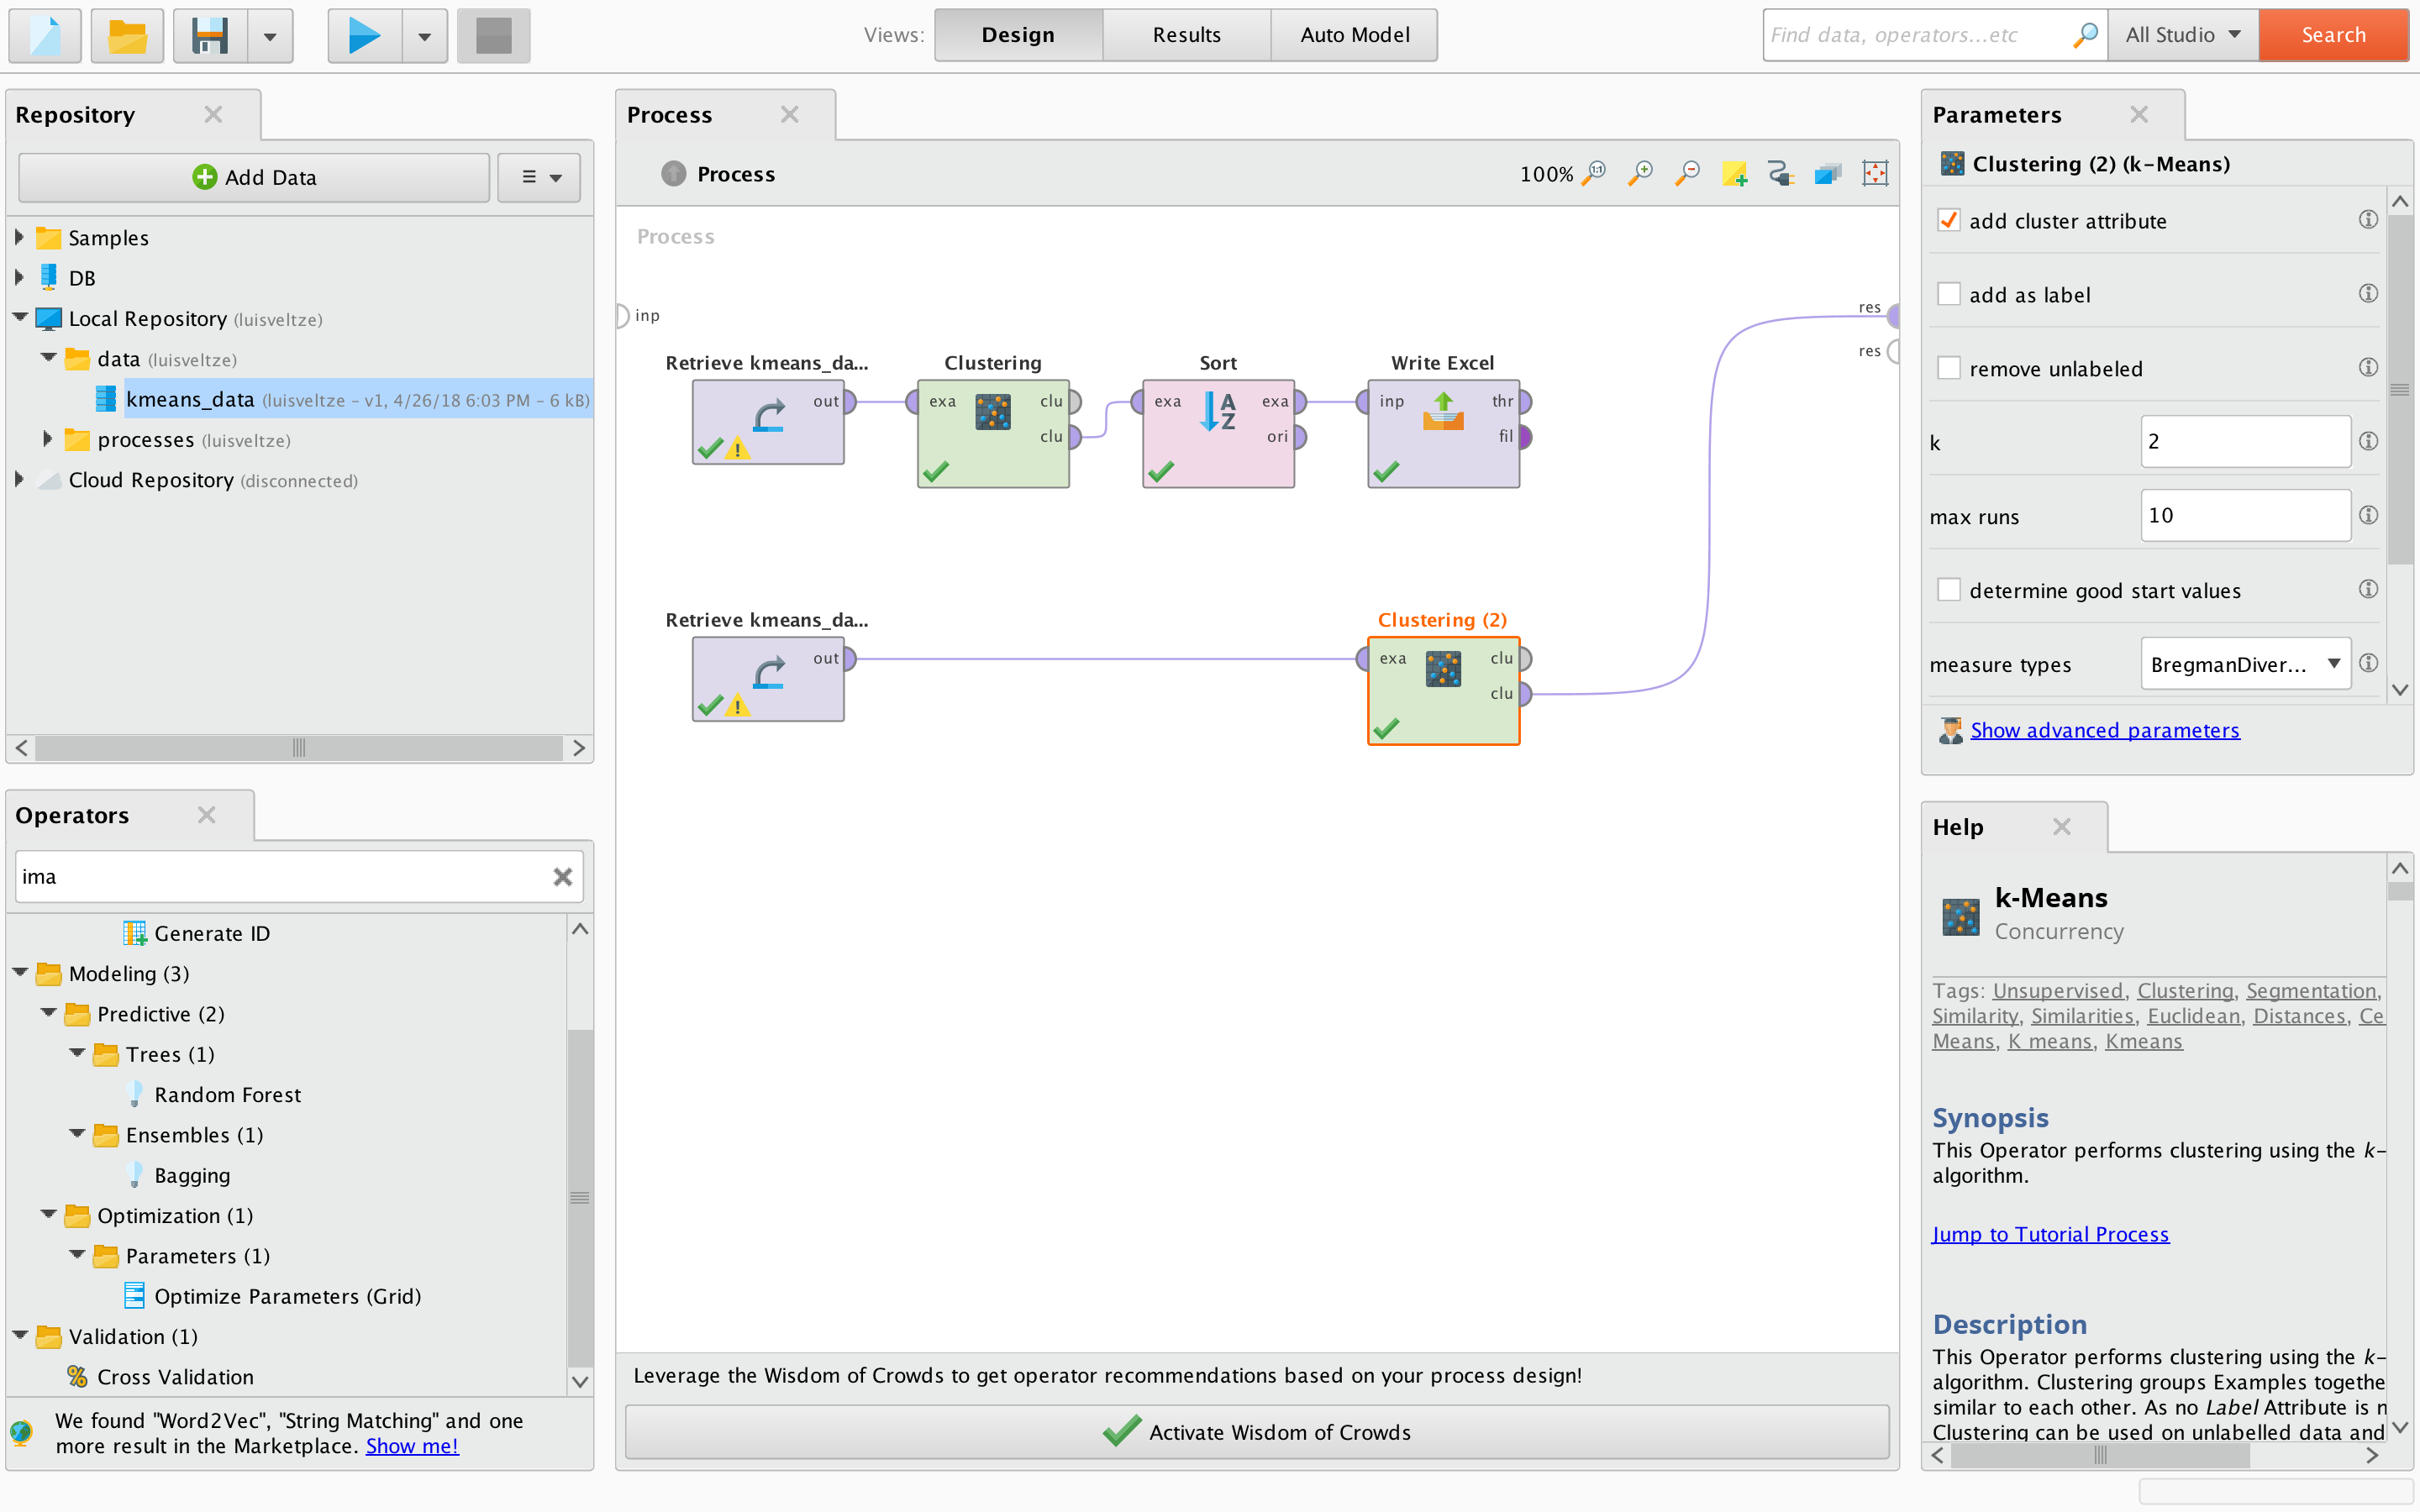 Views:
Design
Results
Auto Model
Find data, operators...etc
All Studio
Search
Repository
Add Data
Samples
DB
Local Repository (luisveltze)
data (luisveltze)
kmeans_data (luisveltze – v1, 4/26/18 6:03 PM – 6 kB)
processes (luisveltze)
Cloud Repository (disconnected)
Operators
ima
Generate ID
Modeling (3)
Predictive (2)
Trees (1)
Random Forest
Ensembles (1)
Bagging
Optimization (1)
Parameters (1)
Optimize Parameters (Grid)
Validation (1)
Cross Validation
We found "Word2Vec", "String Matching" and one
more result in the Marketplace. Show me!
Process
Process
100%
1:1
Process
inp
res
res
Retrieve kmeans_da...
out
Clustering
exa
clu
clu
Sort
exa
exa
ori
A
Z
Write Excel
inp
thr
fil
Retrieve kmeans_da...
out
Clustering (2)
exa
clu
clu
Leverage the Wisdom of Crowds to get operator recommendations based on your process design!
Activate Wisdom of Crowds
Parameters
Clustering (2) (k-Means)
add cluster attribute
add as label
remove unlabeled
k
2
max runs
10
determine good start values
measure types
BregmanDiver...
Show advanced parameters
Help
k-Means
Concurrency
Tags: Unsupervised, Clustering, Segmentation,
Similarity, Similarities, Euclidean, Distances, Ce
Means, K means, Kmeans
Synopsis
This Operator performs clustering using the k-
algorithm.
Jump to Tutorial Process
Description
This Operator performs clustering using the k-
algorithm. Clustering groups Examples togethe
similar to each other. As no Label Attribute is n
Clustering can be used on unlabelled data and